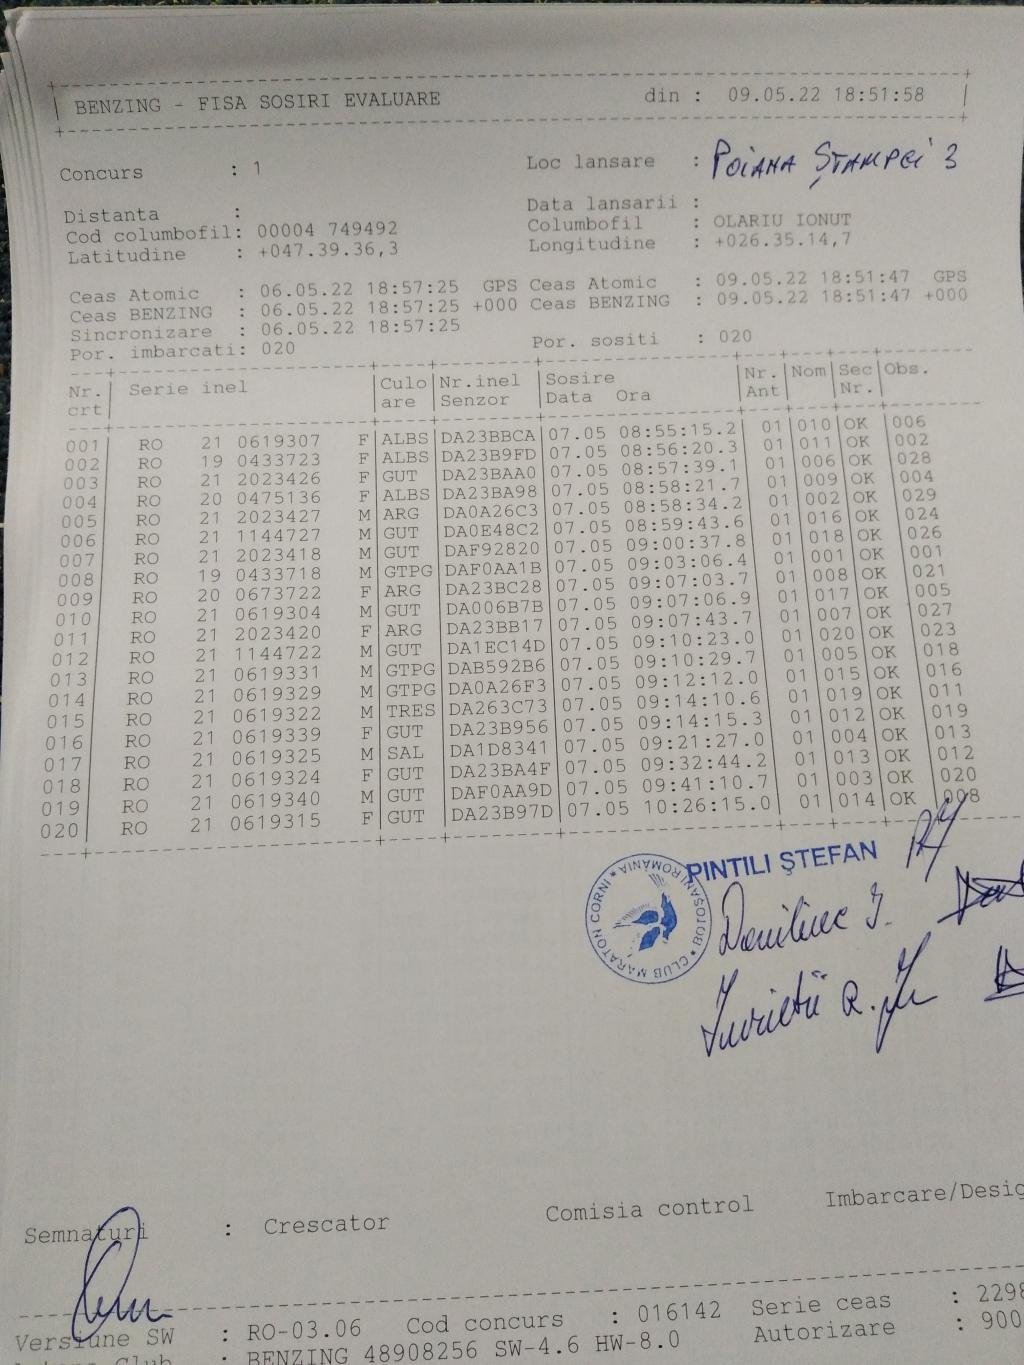 BENZING - FISA SOSIRI EVALUARE din : 09.05.22 18:51:58
Concurs : 1 Loc lansare : POIANA ŞTAMPEI 3
Distanta : Data lansarii :
Cod columbofil: 00004 749492 Columbofil : OLARIU IONUT
Latitudine : +047.39.36,3 Longitudine : +026.35.14,7
Ceas Atomic : 06.05.22 18:57:25 GPS Ceas Atomic : 09.05.22 18:51:47 GPS
Ceas BENZING : 06.05.22 18:57:25 +000 Ceas BENZING : 09.05.22 18:51:47 +000
Sincronizare : 06.05.22 18:57:25
Por. imbarcati: 020 Por. sositi : 020
Nr. Serie inel Culo Nr.inel Sosire Nr. Nom Sec Obs.
crt are Senzor Data Ora Ant Nr.
001 RO 21 0619307 F ALBS DA23BBCA 07.05 08:55:15.2 01 010 OK 006
002 RO 19 0433723 F ALBS DA23B9FD 07.05 08:56:20.3 01 011 OK 002
003 RO 21 2023426 F GUT DA23BAA0 07.05 08:57:39.1 01 006 OK 028
004 RO 20 0475136 F ALBS DA23BA98 07.05 08:58:21.7 01 009 OK 004
005 RO 21 2023427 M ARG DA0A26C3 07.05 08:58:34.2 01 002 OK 029
006 RO 21 1144727 M GUT DA0E48C2 07.05 08:59:43.6 01 016 OK 024
007 RO 21 2023418 M GUT DAF92820 07.05 09:00:37.8 01 018 OK 026
008 RO 19 0433718 M GTPG DAF0AA1B 07.05 09:03:06.4 01 001 OK 001
009 RO 20 0673722 F ARG DA23BC28 07.05 09:07:03.7 01 008 OK 021
010 RO 21 0619304 M GUT DA006B7B 07.05 09:07:06.9 01 017 OK 005
011 RO 21 2023420 F ARG DA23BB17 07.05 09:07:43.7 01 007 OK 027
012 RO 21 1144722 M GUT DA1EC14D 07.05 09:10:23.0 01 020 OK 023
013 RO 21 0619331 M GTPG DAB592B6 07.05 09:10:29.7 01 005 OK 018
014 RO 21 0619329 M GTPG DA0A26F3 07.05 09:12:12.0 01 015 OK 016
015 RO 21 0619322 M TRES DA263C73 07.05 09:14:10.6 01 019 OK 011
016 RO 21 0619339 F GUT DA23B956 07.05 09:14:15.3 01 012 OK 019
017 RO 21 0619325 M SAL DA1D8341 07.05 09:21:27.0 01 004 OK 013
018 RO 21 0619324 F GUT DA23BA4F 07.05 09:32:44.2 01 013 OK 012
019 RO 21 0619340 M GUT DAF0AA9D 07.05 09:41:10.7 01 003 OK 020
020 RO 21 0619315 F GUT DA23B97D 07.05 10:26:15.0 01 014 OK 008
PINTILI ŞTEFAN
CLUB MARATON CORNI • BOTOŞANI ROMÂNIA
Semnaturi : Crescator Comisia control Imbarcare/Desig
Versiune SW : RO-03.06 Cod concurs : 016142 Serie ceas : 2298
: BENZING 48908256 SW-4.6 HW-8.0 Autorizare : 900